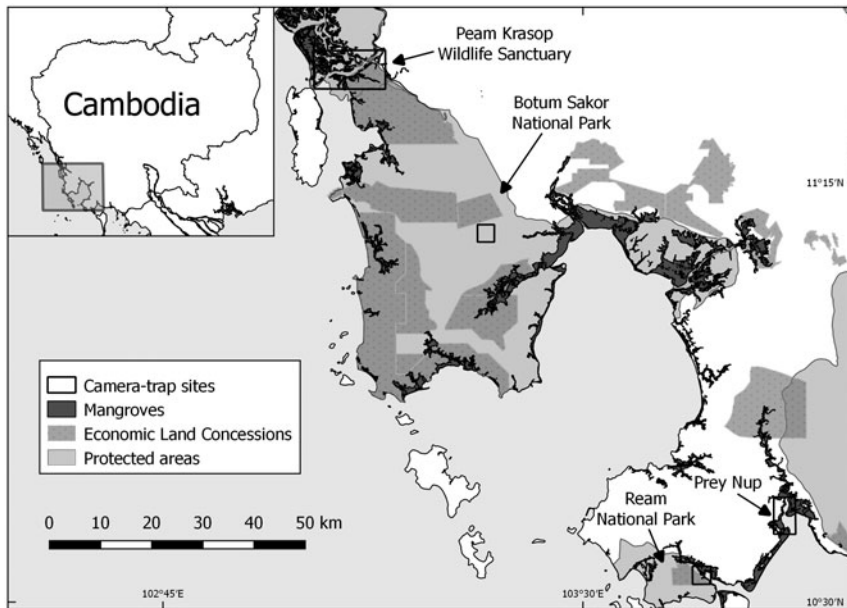 Cambodia
Peam Krasop
Wildlife Sanctuary
Botum Sakor
National Park
11°15'N
Camera-trap sites
Mangroves
Economic Land Concessions
Protected areas
Prey Nup
Ream
National Park
0 10 20 30 40 50 km
102°45'E
103°30'E
10°30'N